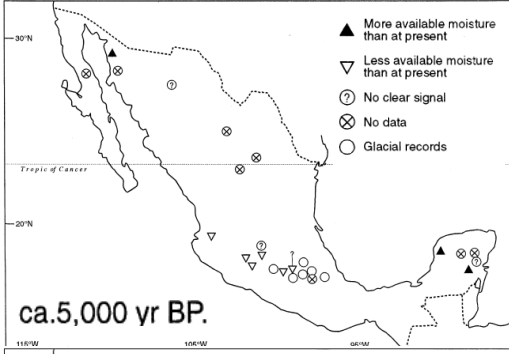 30°N
More available moisture
than at present
Less available moisture
than at present
? No clear signal
No data
Glacial records
?
Tropic of Cancer
20°N
?
?
?
ca.5,000 yr BP.
115°W
105°W
95°W